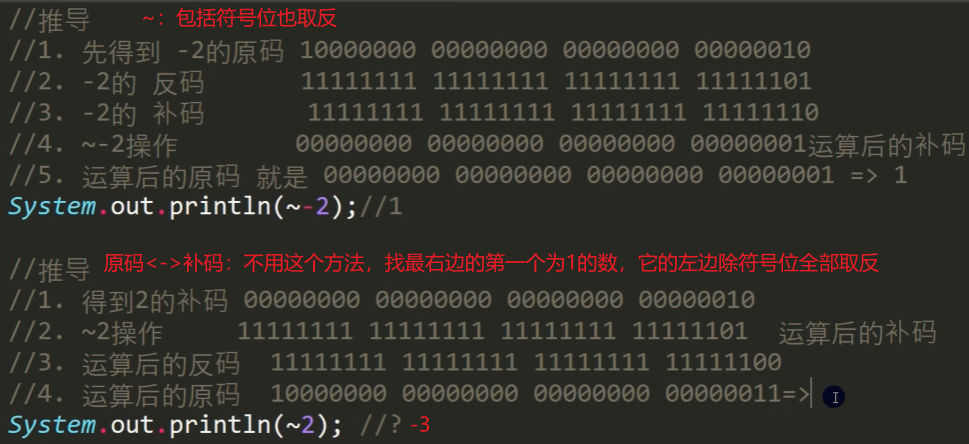 //推导 ~：包括符号位也取反
//1. 先得到 -2的原码 10000000 00000000 00000000 00000010
//2. -2的 反码 11111111 11111111 11111111 11111101
//3. -2的 补码 11111111 11111111 11111111 11111110
//4. ~-2操作 00000000 00000000 00000000 00000001运算后的补码
//5. 运算后的原码 就是 00000000 00000000 00000000 00000001 => 1
System.out.println(~-2);//1
//推导 原码<->补码：不用这个方法，找最右边的第一个为1的数，它的左边除符号位全部取反
//1. 得到2的补码 00000000 00000000 00000000 00000010
//2. ~2操作 11111111 11111111 11111111 11111101 运算后的补码
//3. 运算后的反码 11111111 11111111 11111111 11111100
//4. 运算后的原码 10000000 00000000 00000000 00000011=>
System.out.println(~2); //? -3